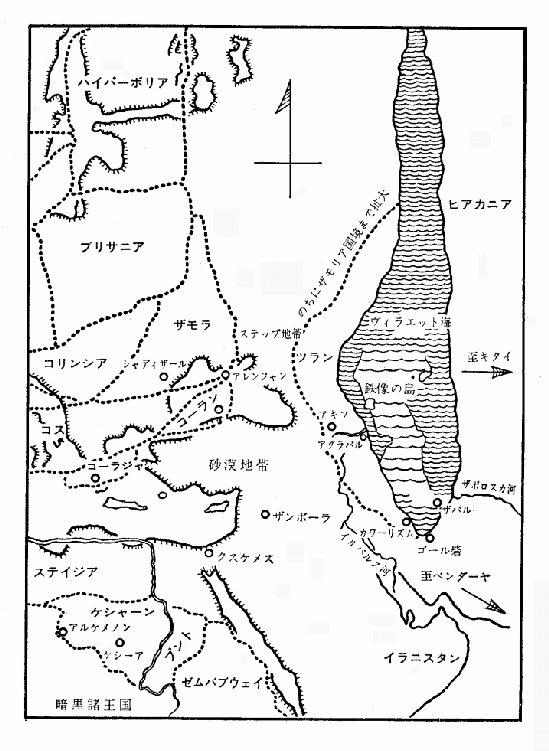 ハイパーボリア
ヒアカニア
のちにザモリア国境まで拡大
ブリサニア
ザモラ
ステップ地帯
ヴィラエット海
コリンシア
シャディザール
アレンジャン
ツラン
至キタイ
鉄像の島
コーラン
コス
アキフ
アグラパル
コーラジャ
砂漠地帯
ザポロスカ河
ザンボーラ
ザパル
カワーリズム
ゴール砦
クスケメス
イルバルス河
ステイジア
至ベンダーヤ
ケシャーン
アルケメノン
ケシーア
プント
イラニスタン
ゼムバブウェイ
暗黒諸王国